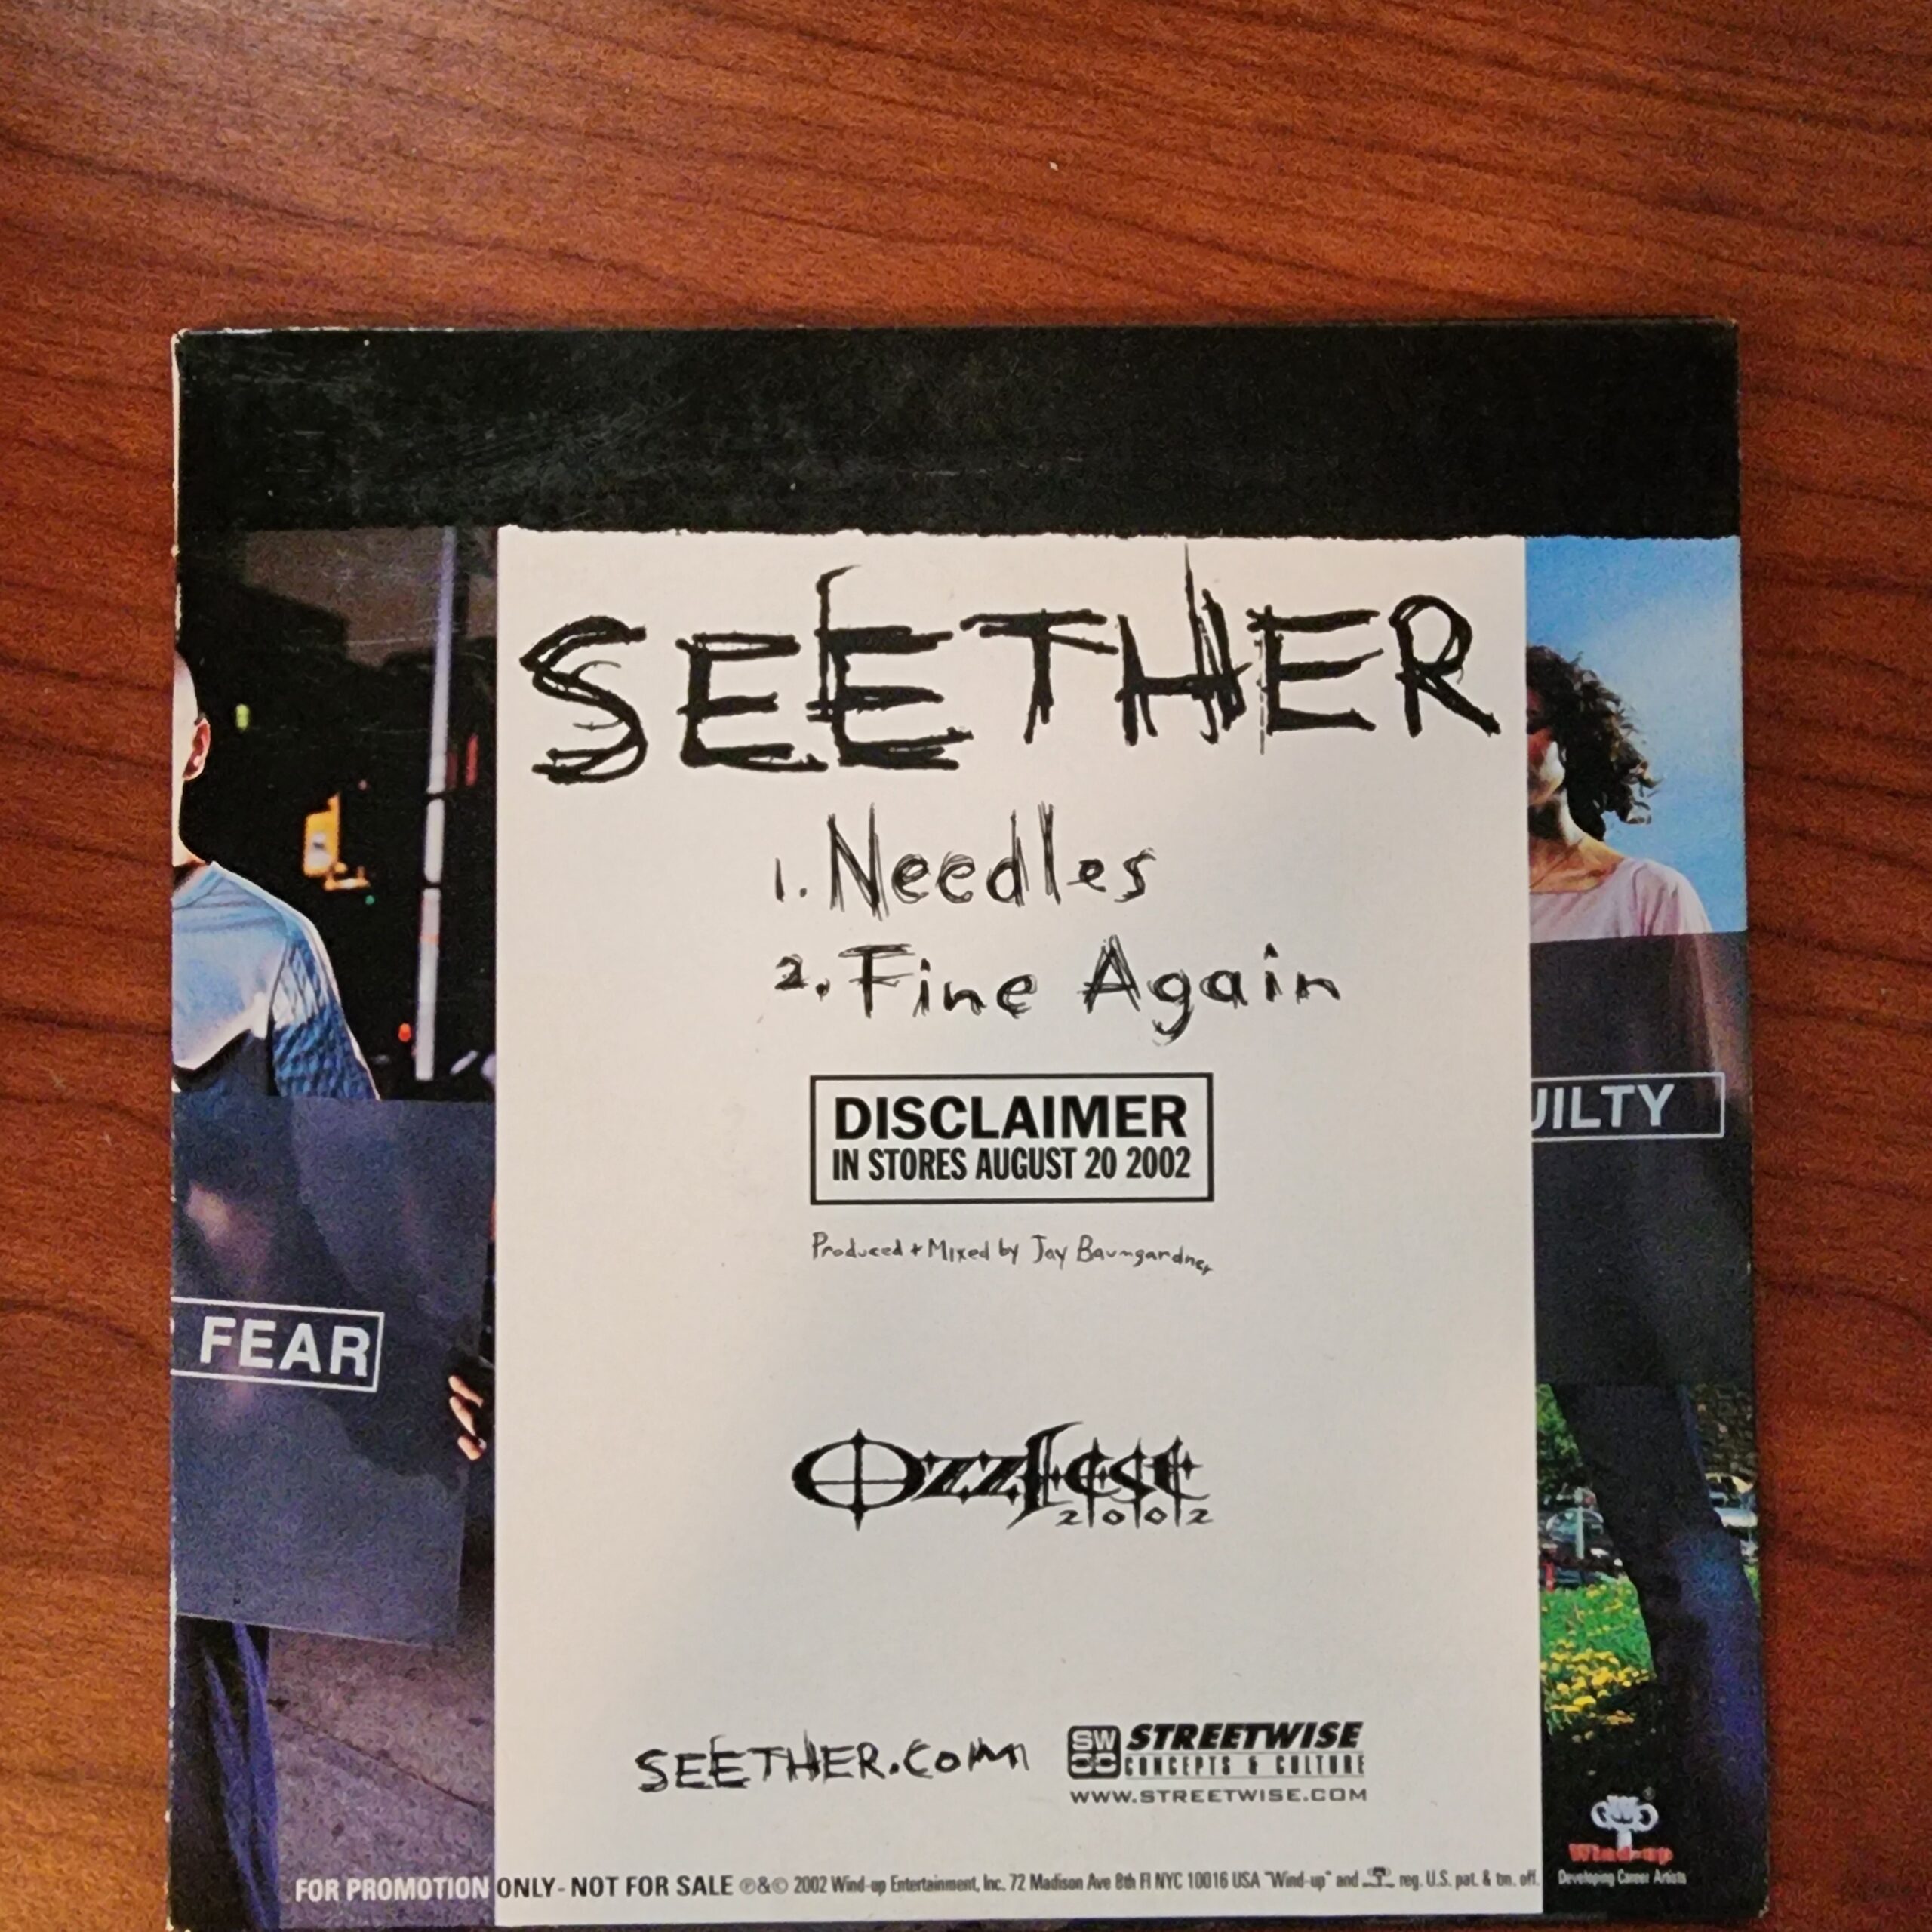 SEETHER
1. Needles
2. Fine Again
DISCLAIMER
IN STORES AUGUST 20 2002
Produced + Mixed by Jay Baumgardner
UILTY
FEAR
Ozzfest
2002
SEETHER.COM
SW
CC
STREETWISE
CONCEPTS & CULTURE
WWW.STREETWISE.COM
Wind-up
Developing Career Artists
FOR PROMOTION ONLY - NOT FOR SALE ℗&© 2002 Wind-up Entertainment, Inc. 72 Madison Ave 8th Fl NYC 10016 USA "Wind-up" and reg. U.S. pat. & tm. off.